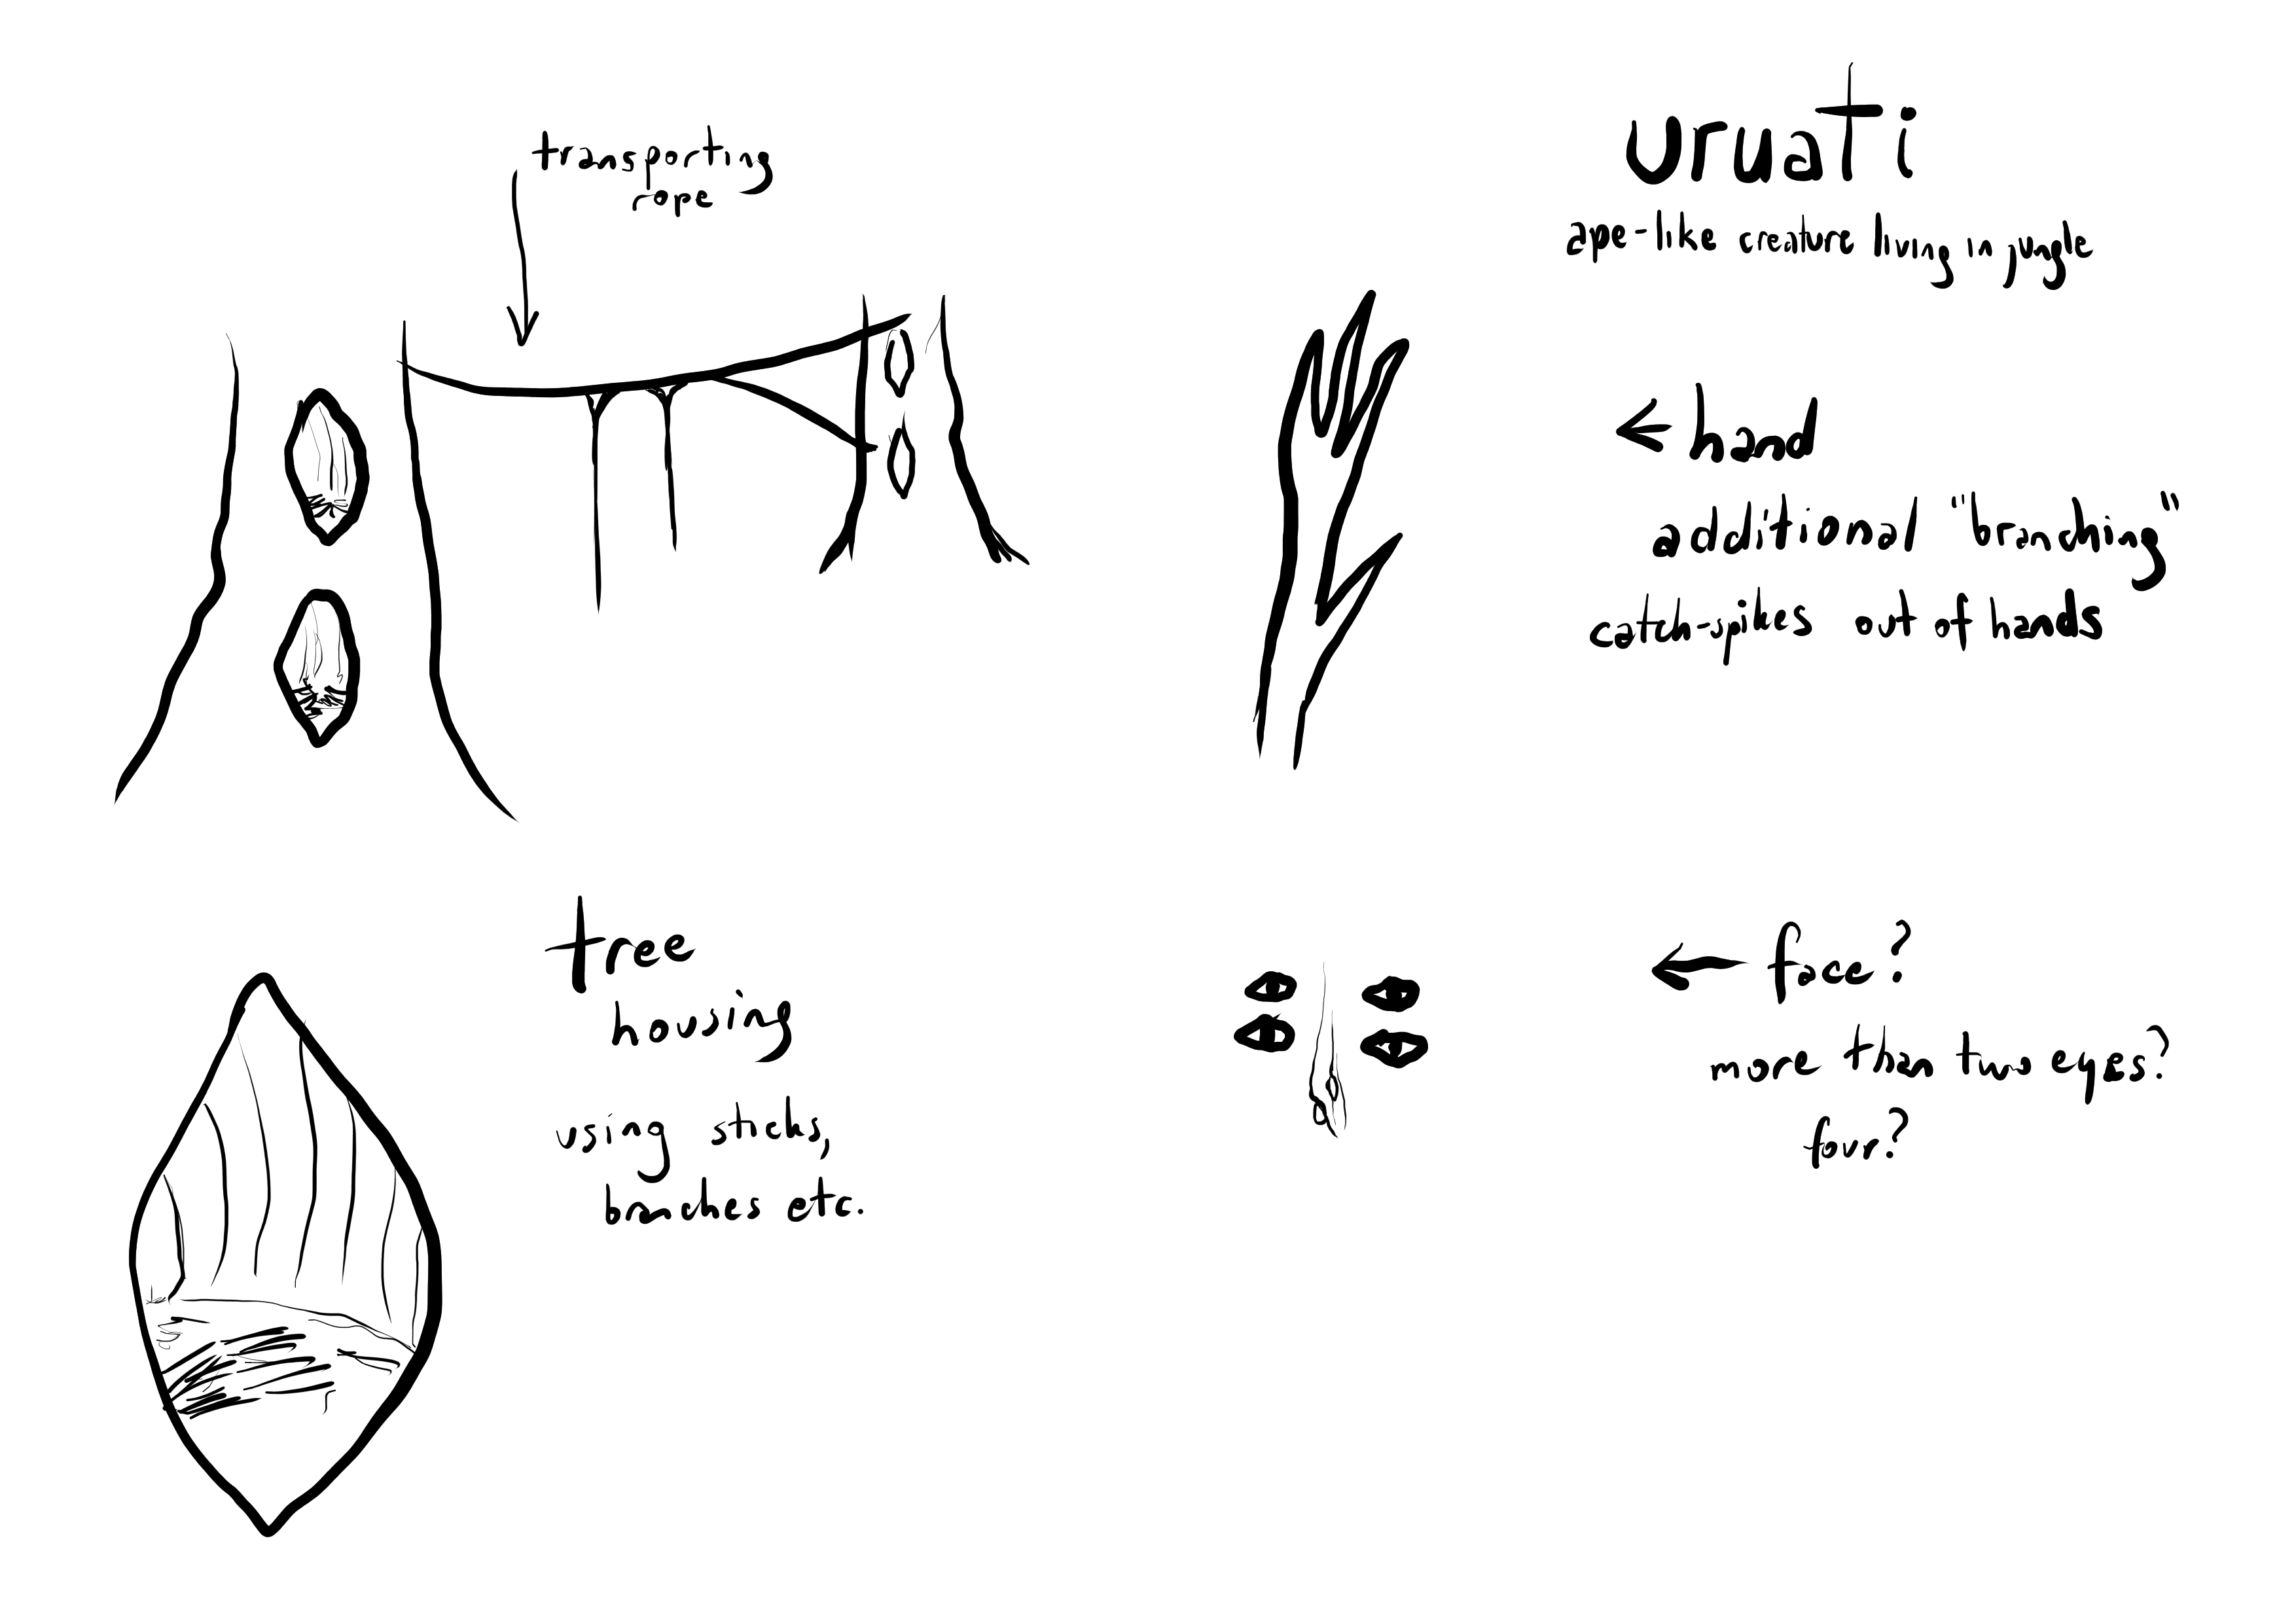 uruati
ape-like creature living in jungle
transporting
rope
← hand
additional "branching"
catch-spikes out of hands
tree
housing
using sticks,
branches etc.
← face?
more than two eyes?
four?